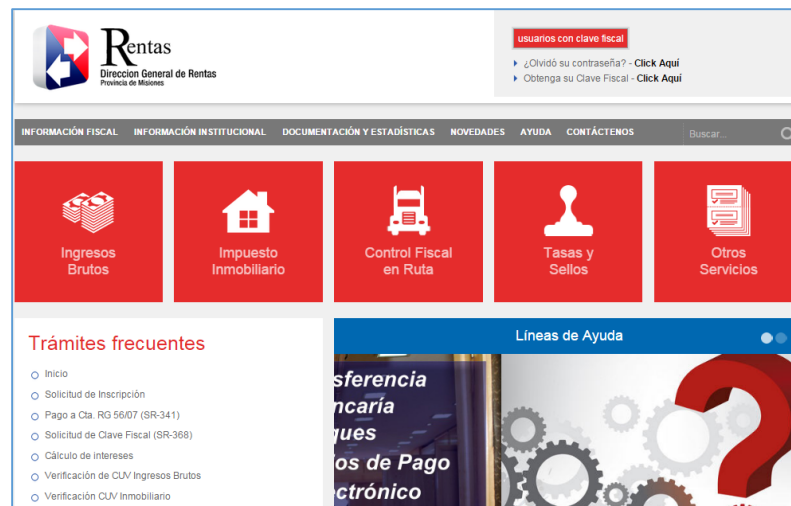 Rentas
Direccion General de Rentas
Provincia de Misiones
usuarios con clave fiscal
¿Olvidó su contraseña? - Click Aquí
Obtenga su Clave Fiscal - Click Aquí
INFORMACIÓN FISCAL INFORMACIÓN INSTITUCIONAL DOCUMENTACIÓN Y ESTADÍSTICAS NOVEDADES AYUDA CONTÁCTENOS Buscar...
Ingresos
Brutos
Impuesto
Inmobiliario
Control Fiscal
en Ruta
Tasas y
Sellos
Otros
Servicios
Trámites frecuentes
Inicio
Solicitud de Inscripción
Pago a Cta. RG 56/07 (SR-341)
Solicitud de Clave Fiscal (SR-368)
Cálculo de intereses
Verificación de CUV Ingresos Brutos
Verificación CUV Inmobiliario
Líneas de Ayuda
sferencia
ncaría
ques
os de Pago
ctrónico